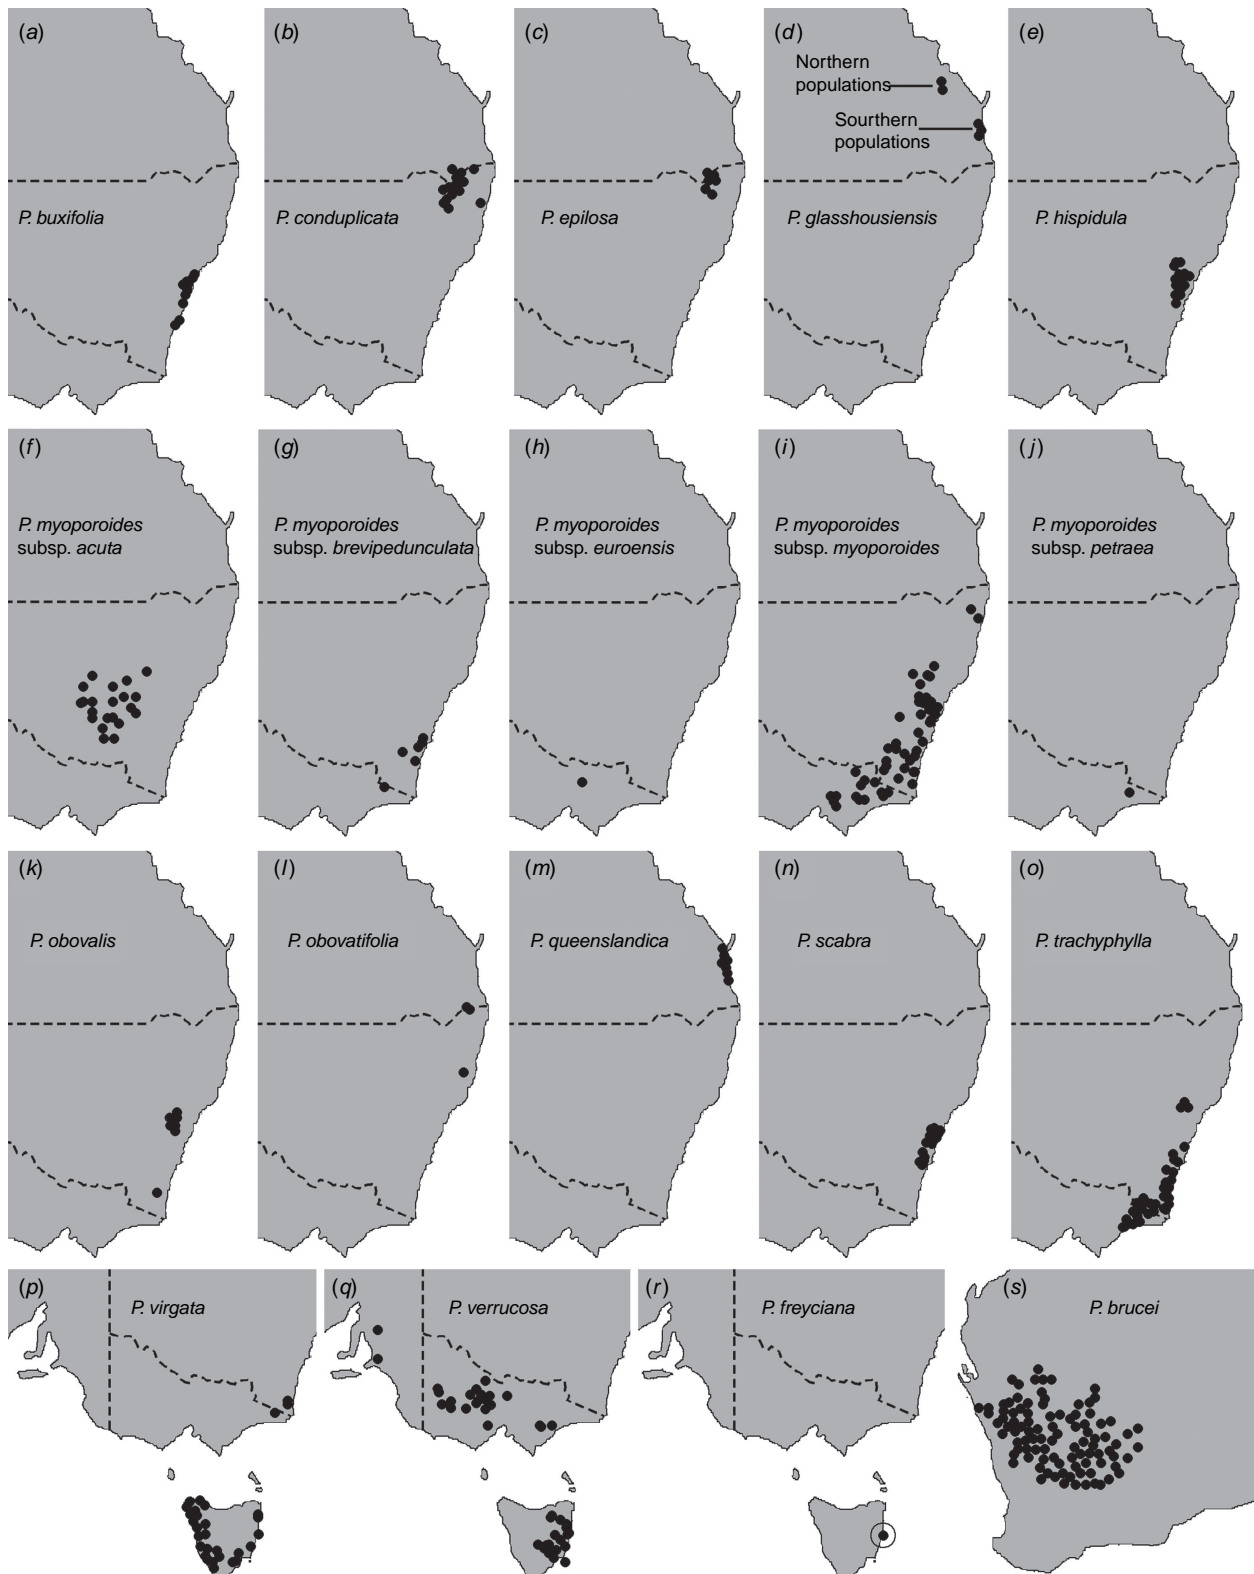 (a)
P. buxifolia
(b)
P. conduplicata
(c)
P. epilosa
(d)
Northern
populations
Sourthern
populations
P. glasshousiensis
(e)
P. hispidula
(f)
P. myoporoides
subsp. acuta
(g)
P. myoporoides
subsp. brevipedunculata
(h)
P. myoporoides
subsp. euroensis
(i)
P. myoporoides
subsp. myoporoides
(j)
P. myoporoides
subsp. petraea
(k)
P. obovalis
(l)
P. obovatifolia
(m)
P. queenslandica
(n)
P. scabra
(o)
P. trachyphylla
(p)
P. virgata
(q)
P. verrucosa
(r)
P. freyciana
(s)
P. brucei